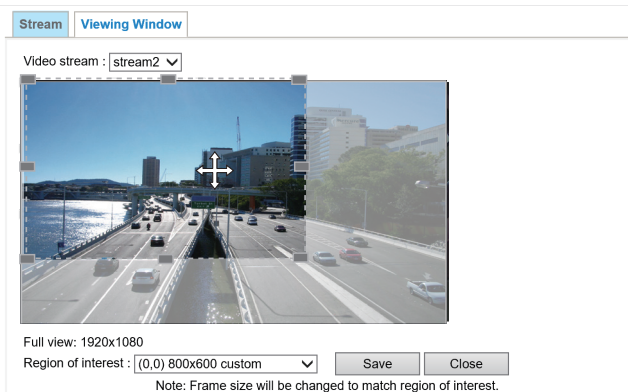 Stream
Viewing Window
Video stream : stream2
Full view: 1920x1080
Region of interest : (0,0) 800x600 custom
Save
Close
Note: Frame size will be changed to match region of interest.